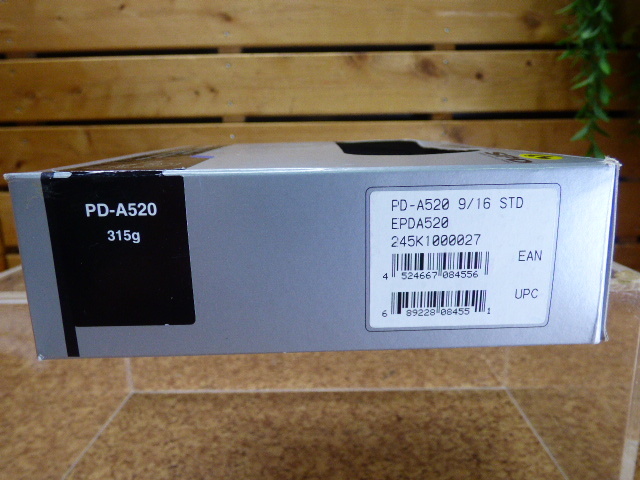 PD-A520
315g
PD-A520 9/16 STD
EPDA520
245K1000027
EAN
4 524667 084556
UPC
6 89228 08455 1